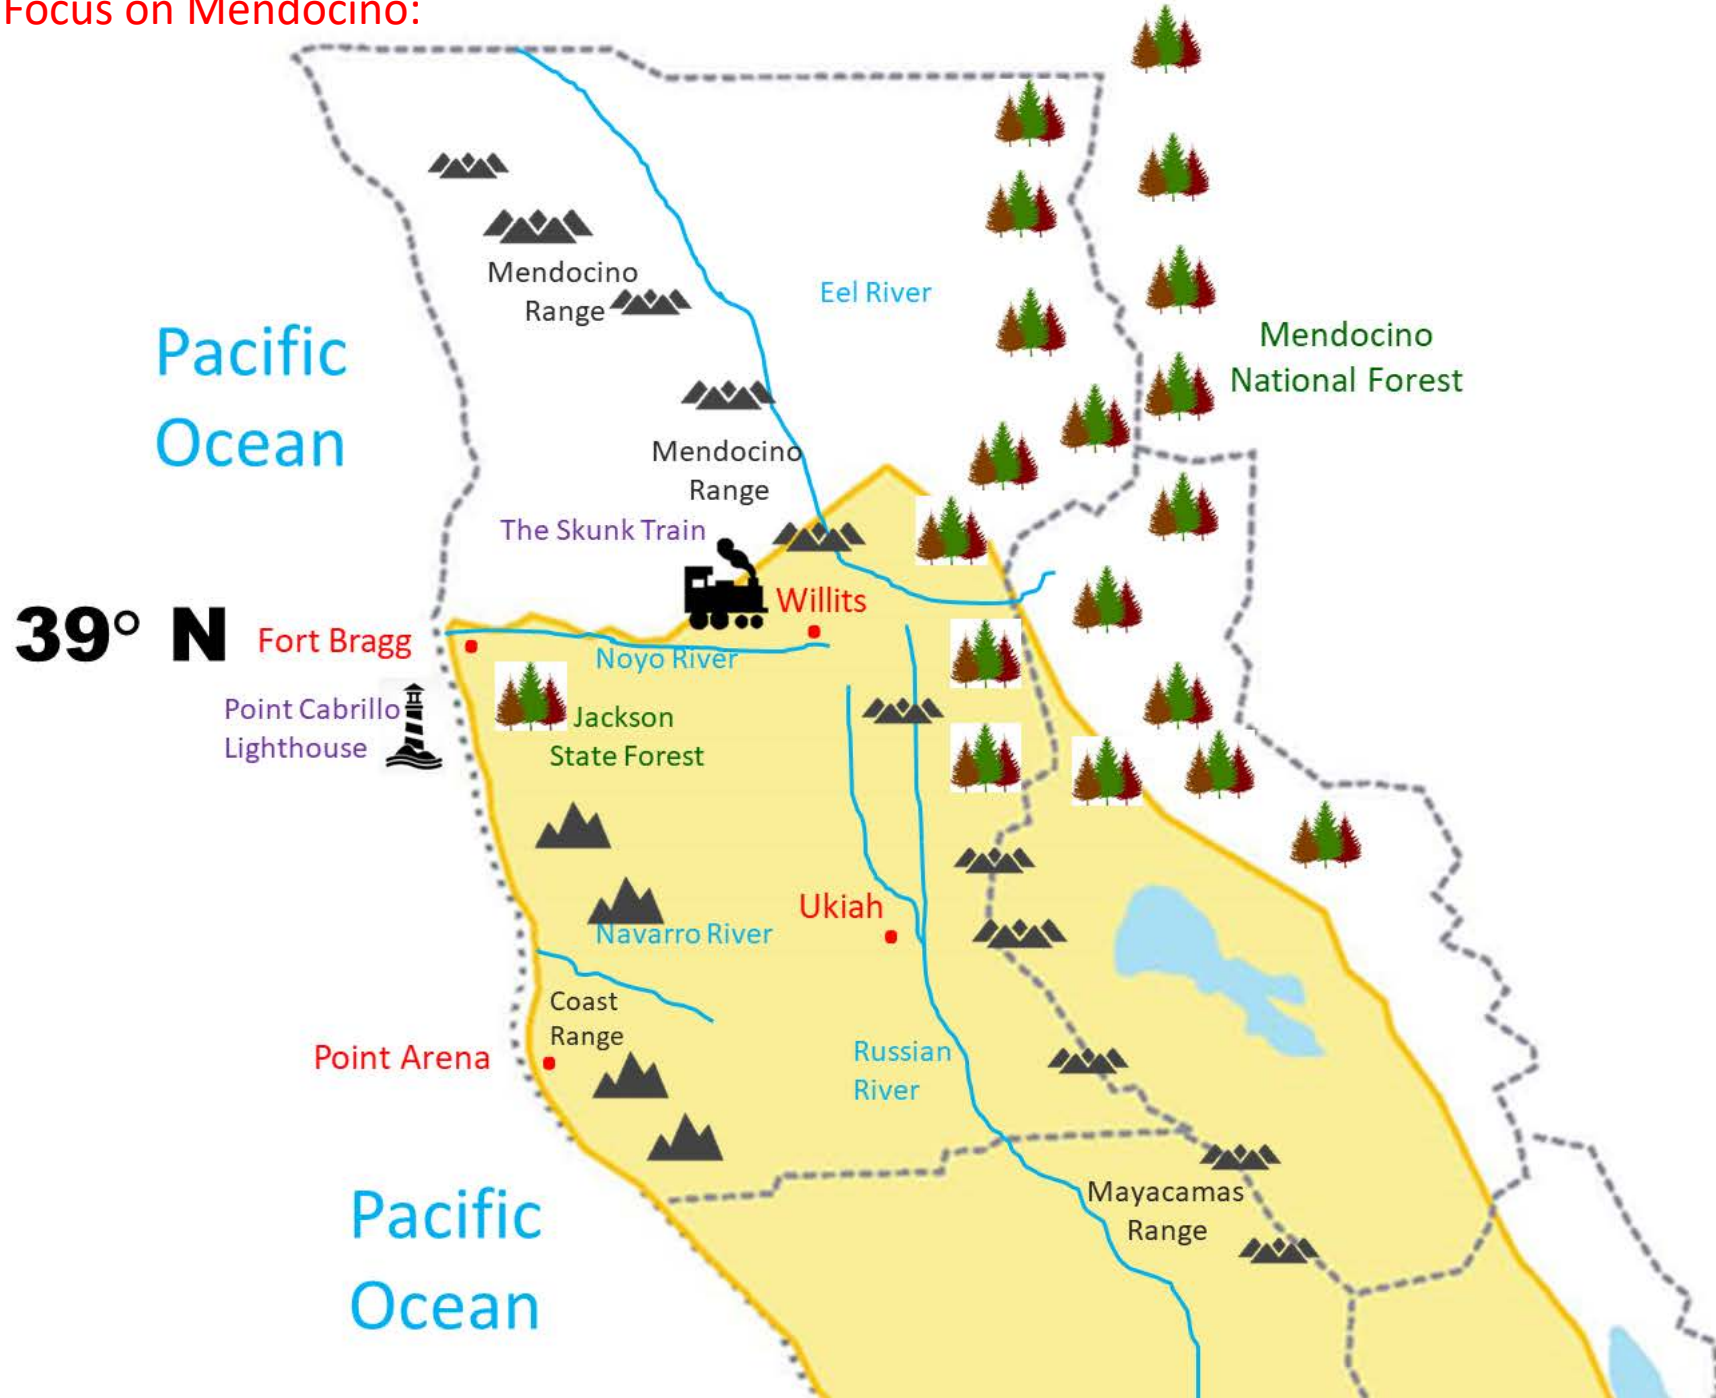 Focus on Mendocino:
Mendocino
Range
Eel River
Pacific
Ocean
Mendocino
National Forest
Mendocino
Range
The Skunk Train
Willits
39° N
Fort Bragg
Noyo River
Point Cabrillo
Lighthouse
Jackson
State Forest
Ukiah
Navarro River
Coast
Range
Point Arena
Russian
River
Pacific
Ocean
Mayacamas
Range